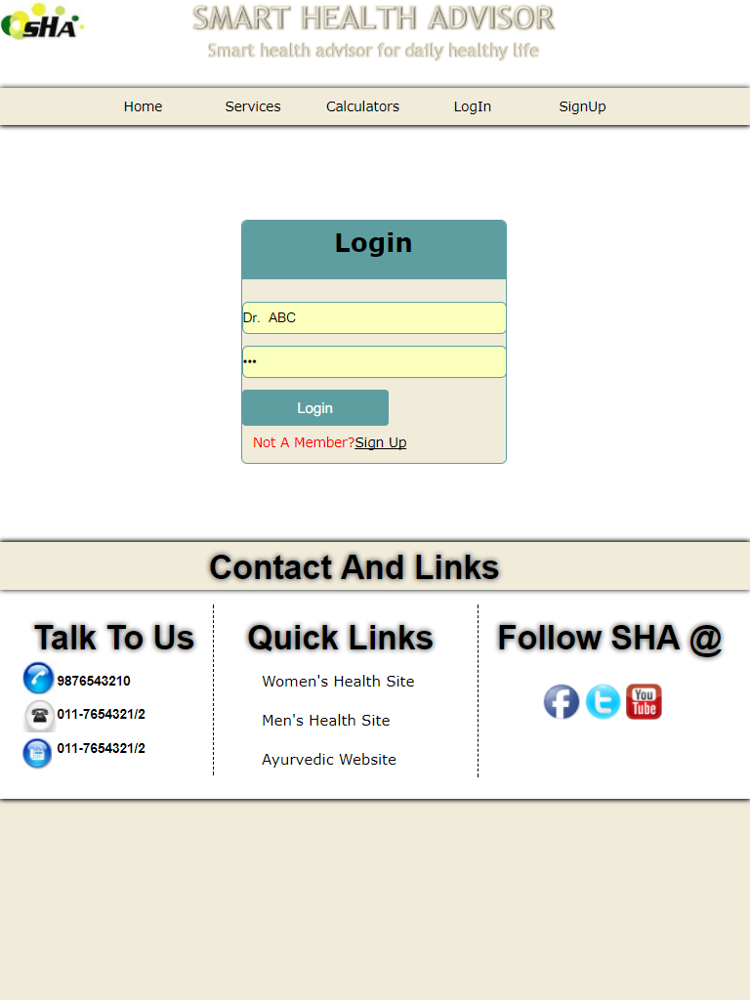 SHA
SMART HEALTH ADVISOR
Smart health advisor for daily healthy life
Home Services Calculators LogIn SignUp
Login
Dr.  ABC
•••
Login
Not A Member?Sign Up
Contact And Links
Talk To Us
9876543210
011-7654321/2
011-7654321/2
Quick Links
Women's Health Site
Men's Health Site
Ayurvedic Website
Follow SHA @
f t You
Tube